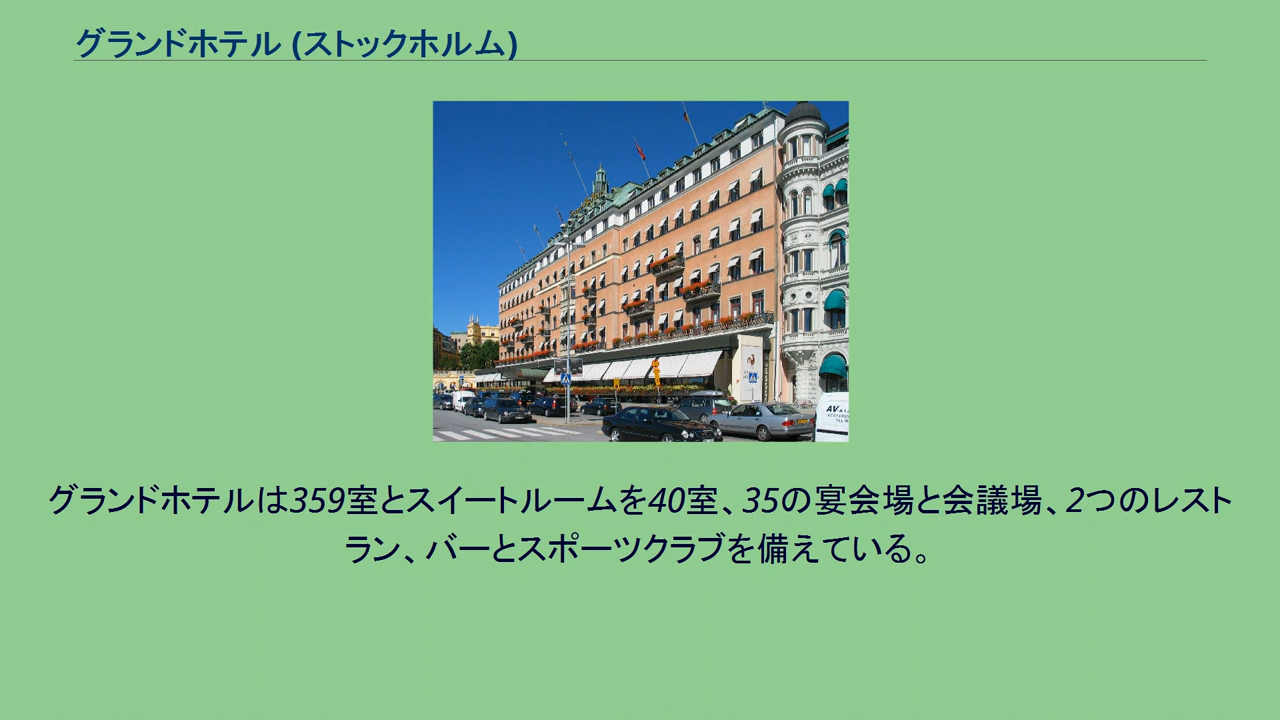 グランドホテル (ストックホルム)
AV
グランドホテルは359室とスイートルームを40室、35の宴会場と会議場、2つのレスト
ラン、バーとスポーツクラブを備えている。